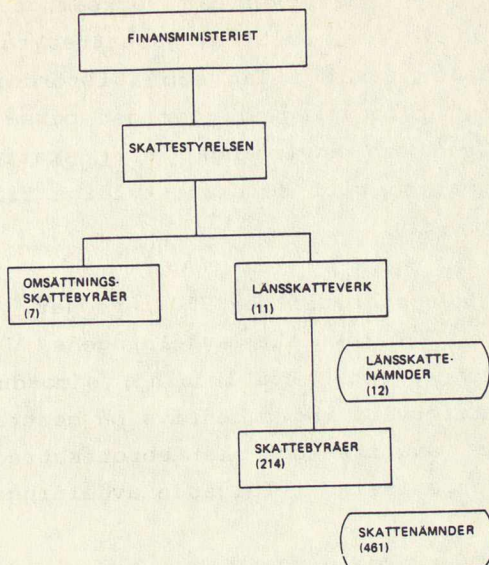 FINANSMINISTERIET
SKATTESTYRELSEN
OMSÄTTNINGS-
SKATTEBYRÅER
(7)
LÄNSSKATTEVERK
(11)
LÄNSSKATTE-
NÄMNDER
(12)
SKATTEBYRÅER
(214)
SKATTENÄMNDER
(461)